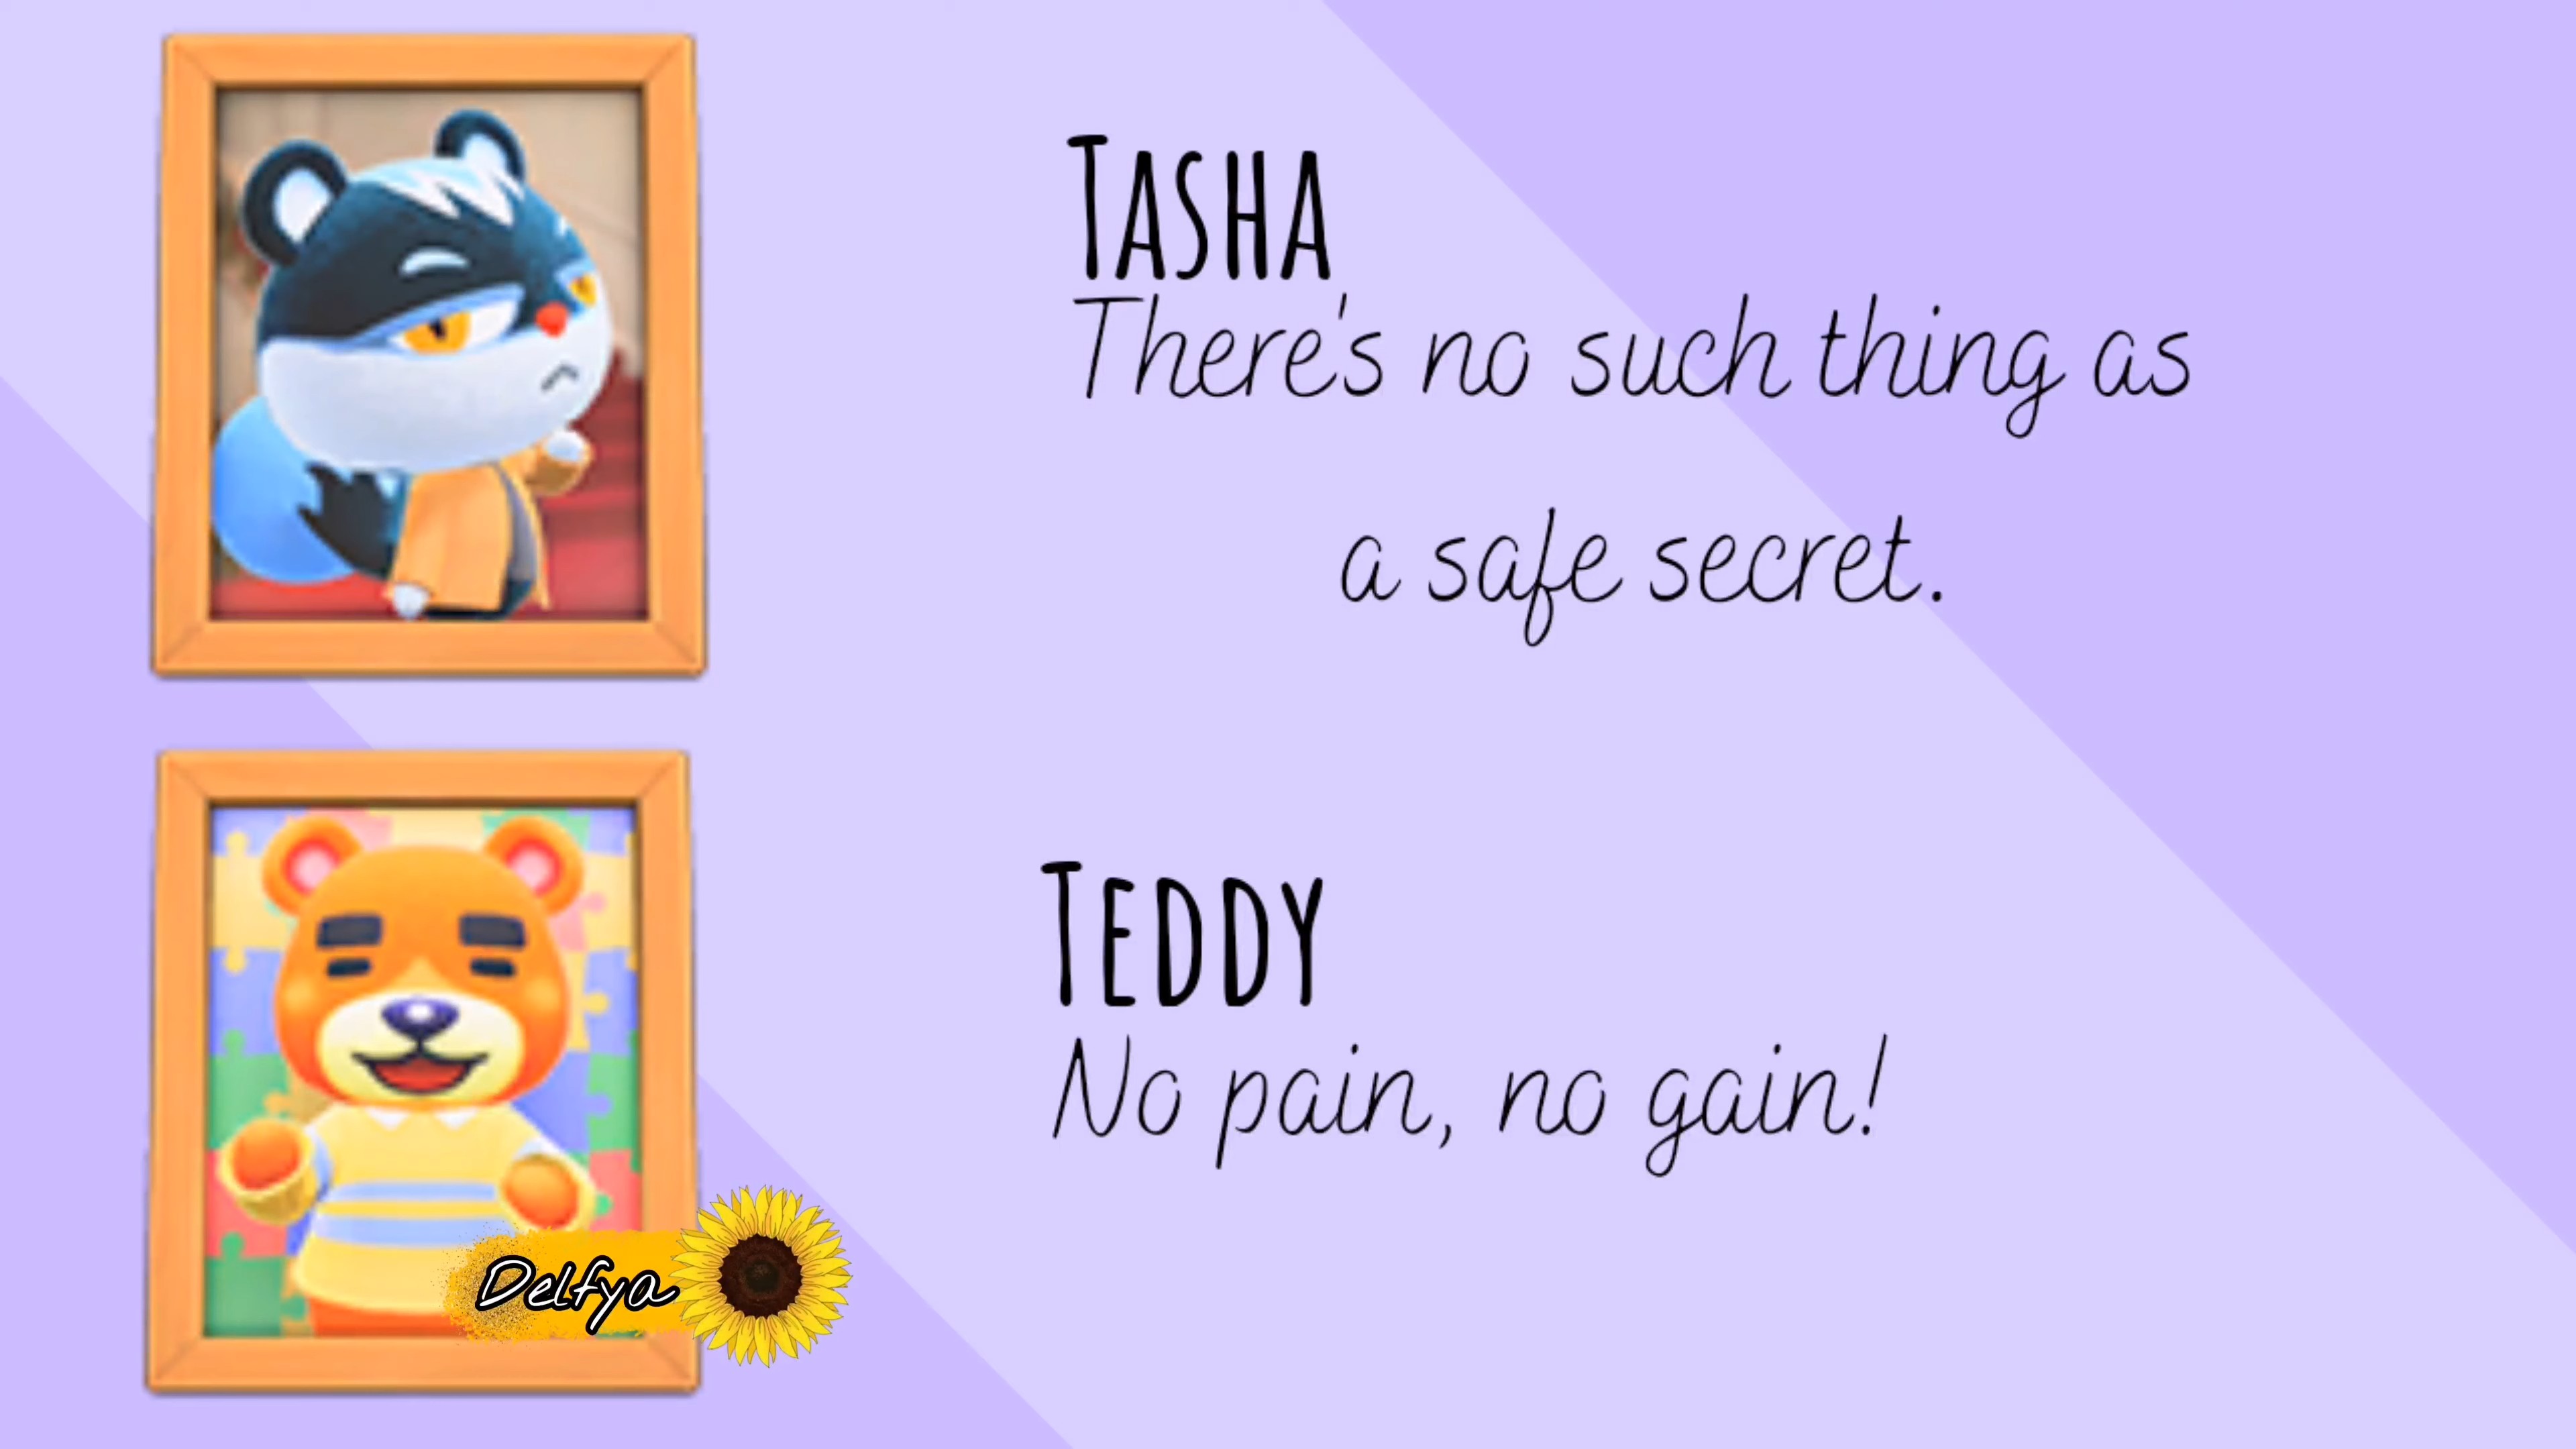 Tasha
There's no such thing as
a safe secret.
Teddy
No pain, no gain!
Delfya